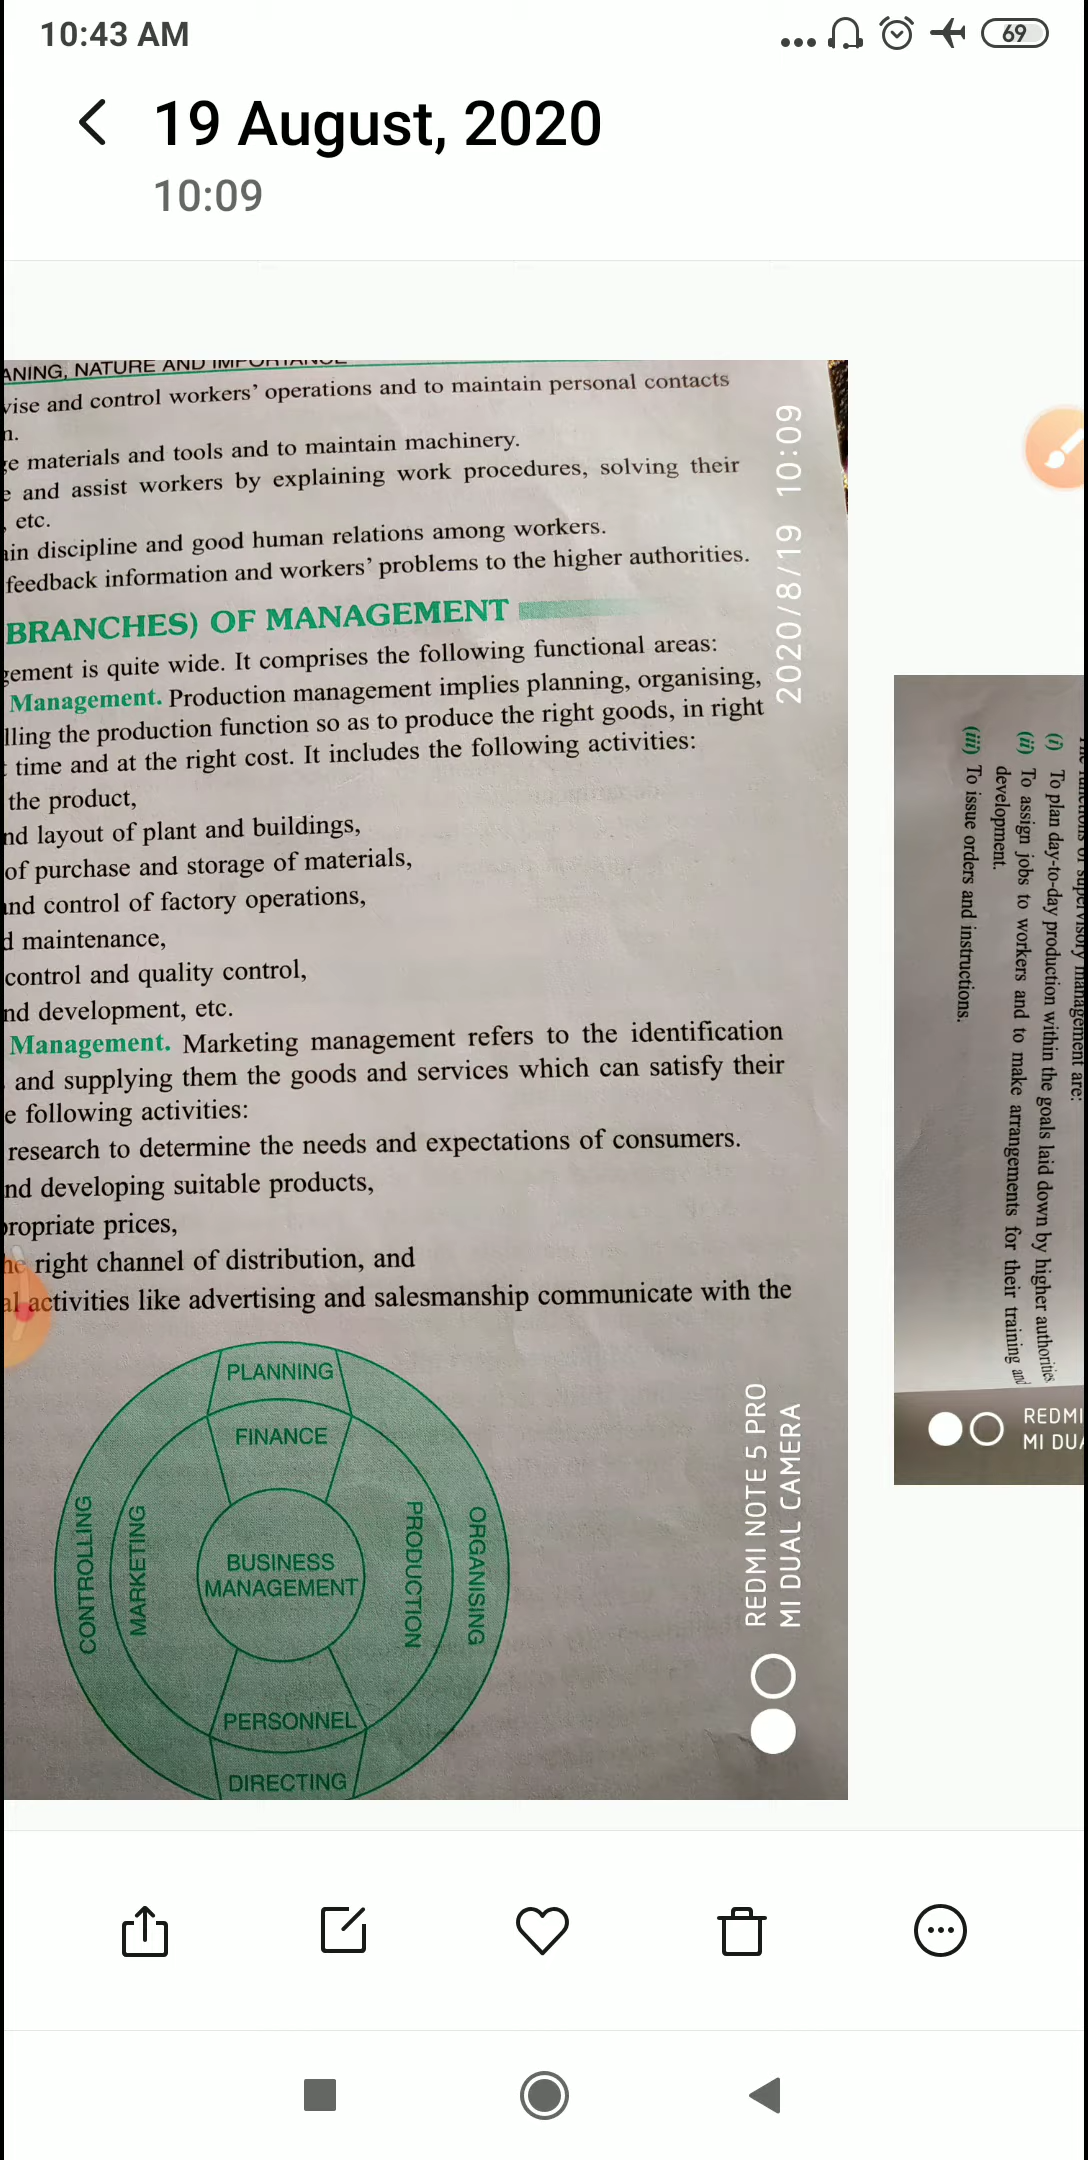 10:43 AM
69
19 August, 2020
10:09
ANING, NATURE AND IMPORTANCE
vise and control workers' operations and to maintain personal contacts
n.
ge materials and tools and to maintain machinery.
e and assist workers by explaining work procedures, solving their
, etc.
ain discipline and good human relations among workers.
feedback information and workers' problems to the higher authorities.
BRANCHES) OF MANAGEMENT
gement is quite wide. It comprises the following functional areas:
Management. Production management implies planning, organising,
lling the production function so as to produce the right goods, in right
time and at the right cost. It includes the following activities:
the product,
nd layout of plant and buildings,
of purchase and storage of materials,
and control of factory operations,
d maintenance,
control and quality control,
nd development, etc.
Management. Marketing management refers to the identification
and supplying them the goods and services which can satisfy their
e following activities:
research to determine the needs and expectations of consumers.
nd developing suitable products,
propriate prices,
he right channel of distribution, and
al activities like advertising and salesmanship communicate with the
PLANNING
FINANCE
CONTROLLING
MARKETING
BUSINESS
MANAGEMENT
PRODUCTION
ORGANISING
PERSONNEL
DIRECTING
2020/8/19 10:09
REDMI NOTE 5 PRO
MI DUAL CAMERA
functions of supervisory management are:
(i) To plan day-to-day production within the goals laid down by higher authorities
(ii) To assign jobs to workers and to make arrangements for their training and
development.
(iii) To issue orders and instructions.
REDMI
MI DUA